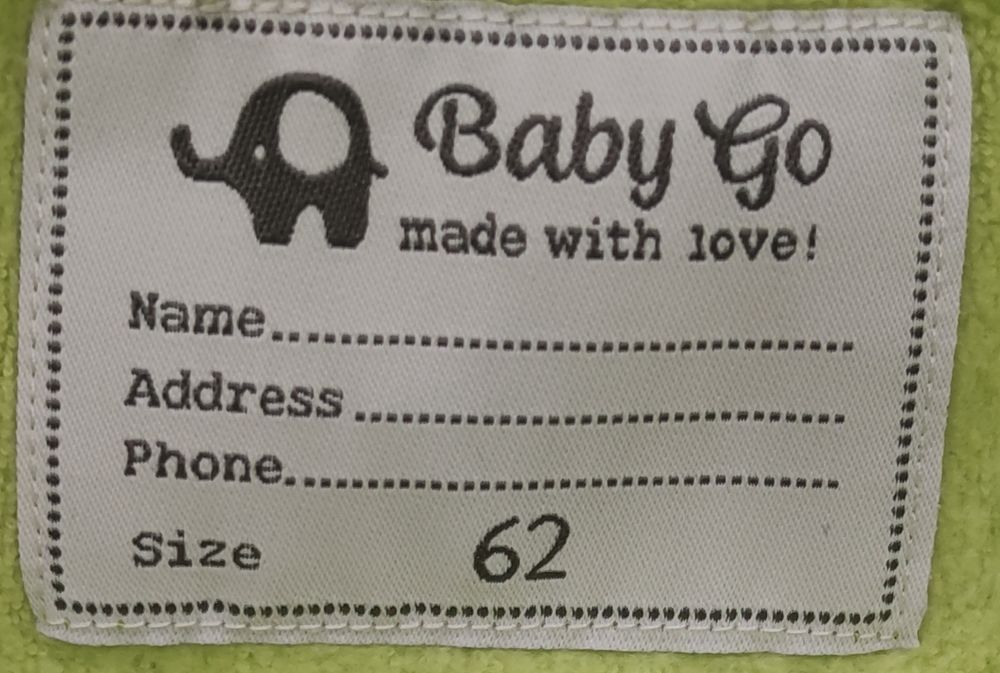 Baby Go
made with love!
Name..............................
Address..........................
Phone..............................
Size 62